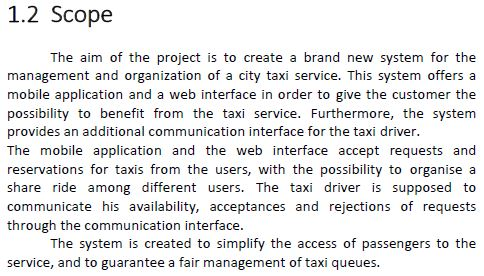 1.2 Scope
The aim of the project is to create a brand new system for the
management and organization of a city taxi service. This system offers a
mobile application and a web interface in order to give the customer the
possibility to benefit from the taxi service. Furthermore, the system
provides an additional communication interface for the taxi driver.
The mobile application and the web interface accept requests and
reservations for taxis from the users, with the possibility to organise a
share ride among different users. The taxi driver is supposed to
communicate his availability, acceptances and rejections of requests
through the communication interface.
The system is created to simplify the access of passengers to the
service, and to guarantee a fair management of taxi queues.